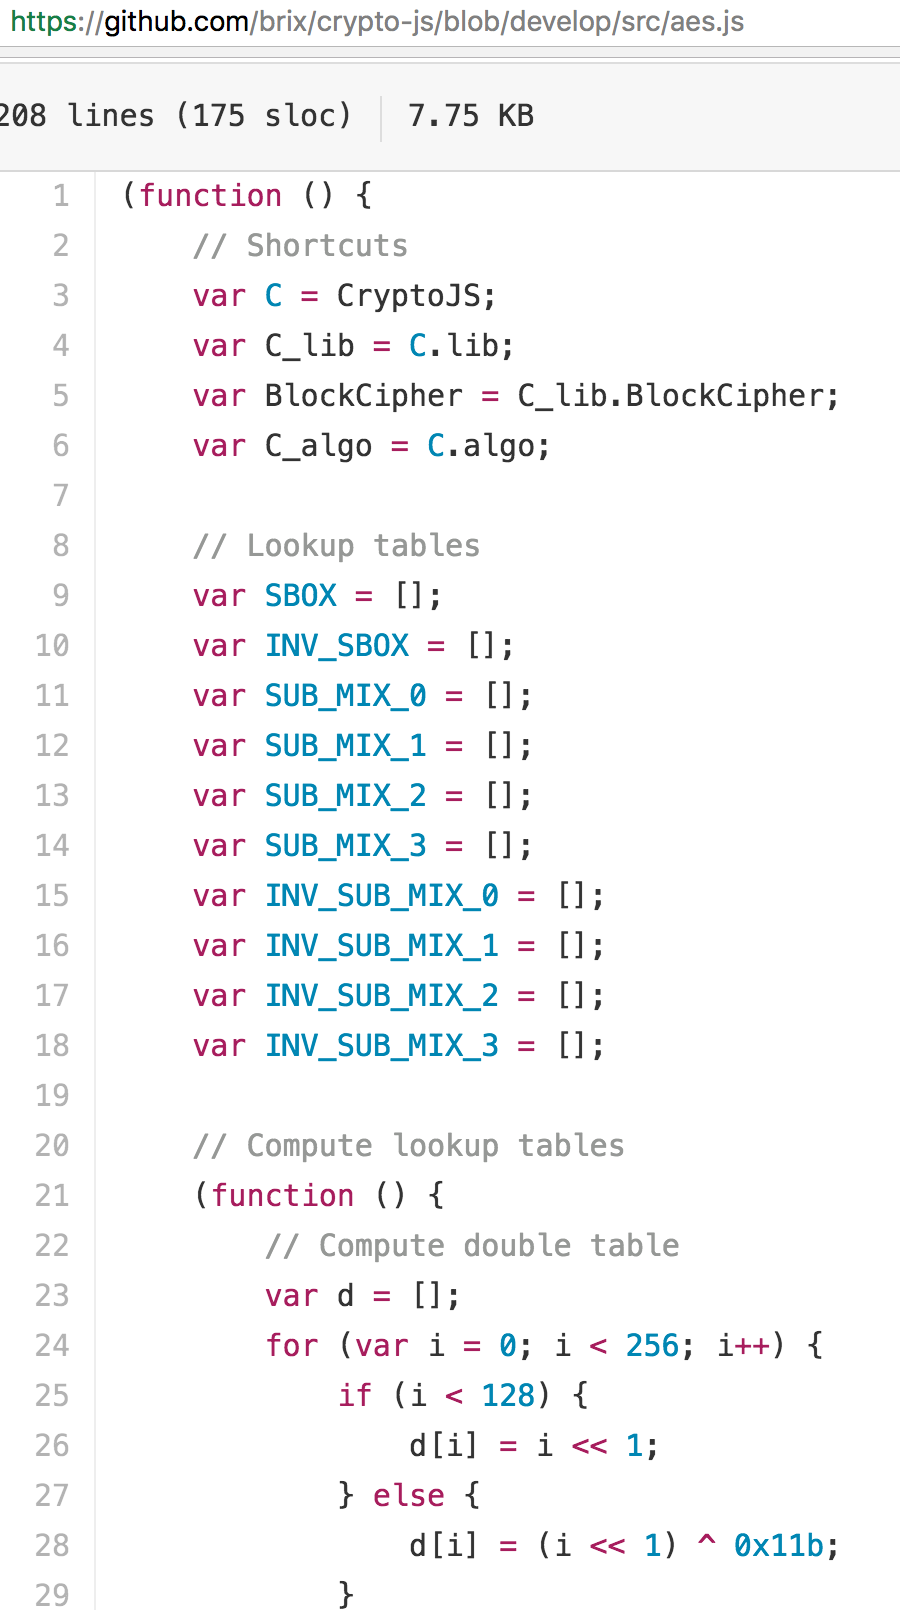 https://github.com/brix/crypto-js/blob/develop/src/aes.js
208 lines (175 sloc) 7.75 KB
1 (function () {
2 // Shortcuts
3 var C = CryptoJS;
4 var C_lib = C.lib;
5 var BlockCipher = C_lib.BlockCipher;
6 var C_algo = C.algo;
7
8 // Lookup tables
9 var SBOX = [];
10 var INV_SBOX = [];
11 var SUB_MIX_0 = [];
12 var SUB_MIX_1 = [];
13 var SUB_MIX_2 = [];
14 var SUB_MIX_3 = [];
15 var INV_SUB_MIX_0 = [];
16 var INV_SUB_MIX_1 = [];
17 var INV_SUB_MIX_2 = [];
18 var INV_SUB_MIX_3 = [];
19
20 // Compute lookup tables
21 (function () {
22 // Compute double table
23 var d = [];
24 for (var i = 0; i < 256; i++) {
25 if (i < 128) {
26 d[i] = i << 1;
27 } else {
28 d[i] = (i << 1) ^ 0x11b;
29 }